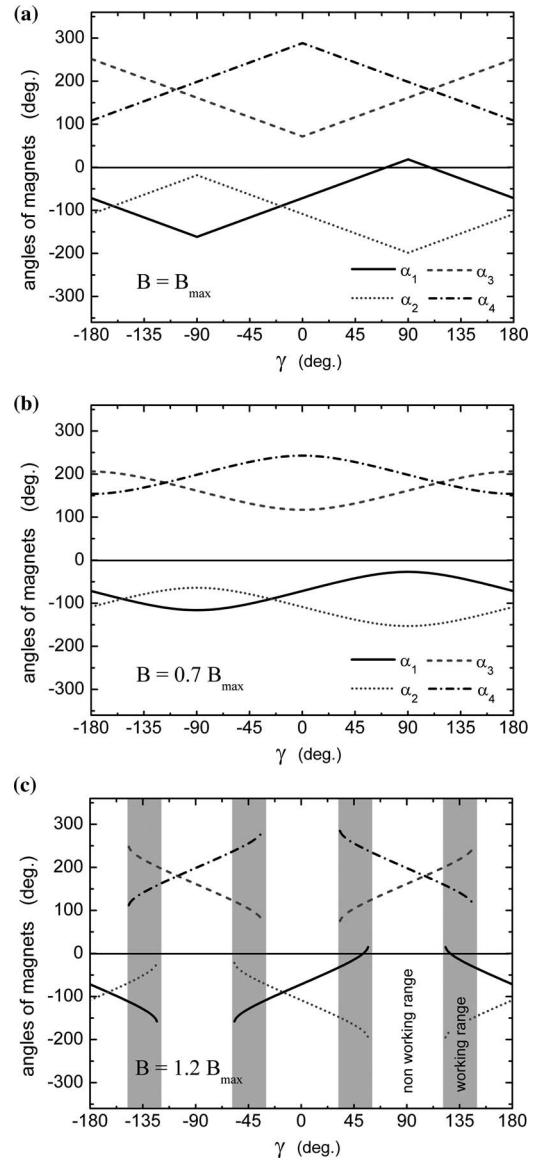 (a)
300
200
100
0
-100
-200
-300
angles of magnets (deg.)
B = Bmax
α1 α3
α2 α4
-180 -135 -90 -45 0 45 90 135 180
γ (deg.)
(b)
300
200
100
0
-100
-200
-300
angles of magnets (deg.)
B = 0.7 Bmax
α1 α3
α2 α4
-180 -135 -90 -45 0 45 90 135 180
γ (deg.)
(c)
300
200
100
0
-100
-200
-300
angles of magnets (deg.)
B = 1.2 Bmax
non working range
working range
-180 -135 -90 -45 0 45 90 135 180
γ (deg.)